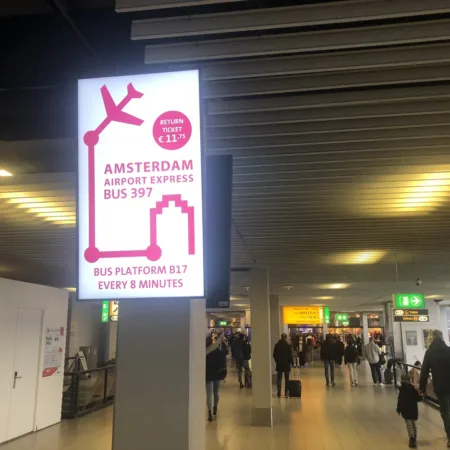 RETURN
TICKET
€ 11.75
AMSTERDAM
AIRPORT EXPRESS
BUS 397
BUS PLATFORM B17
EVERY 8 MINUTES